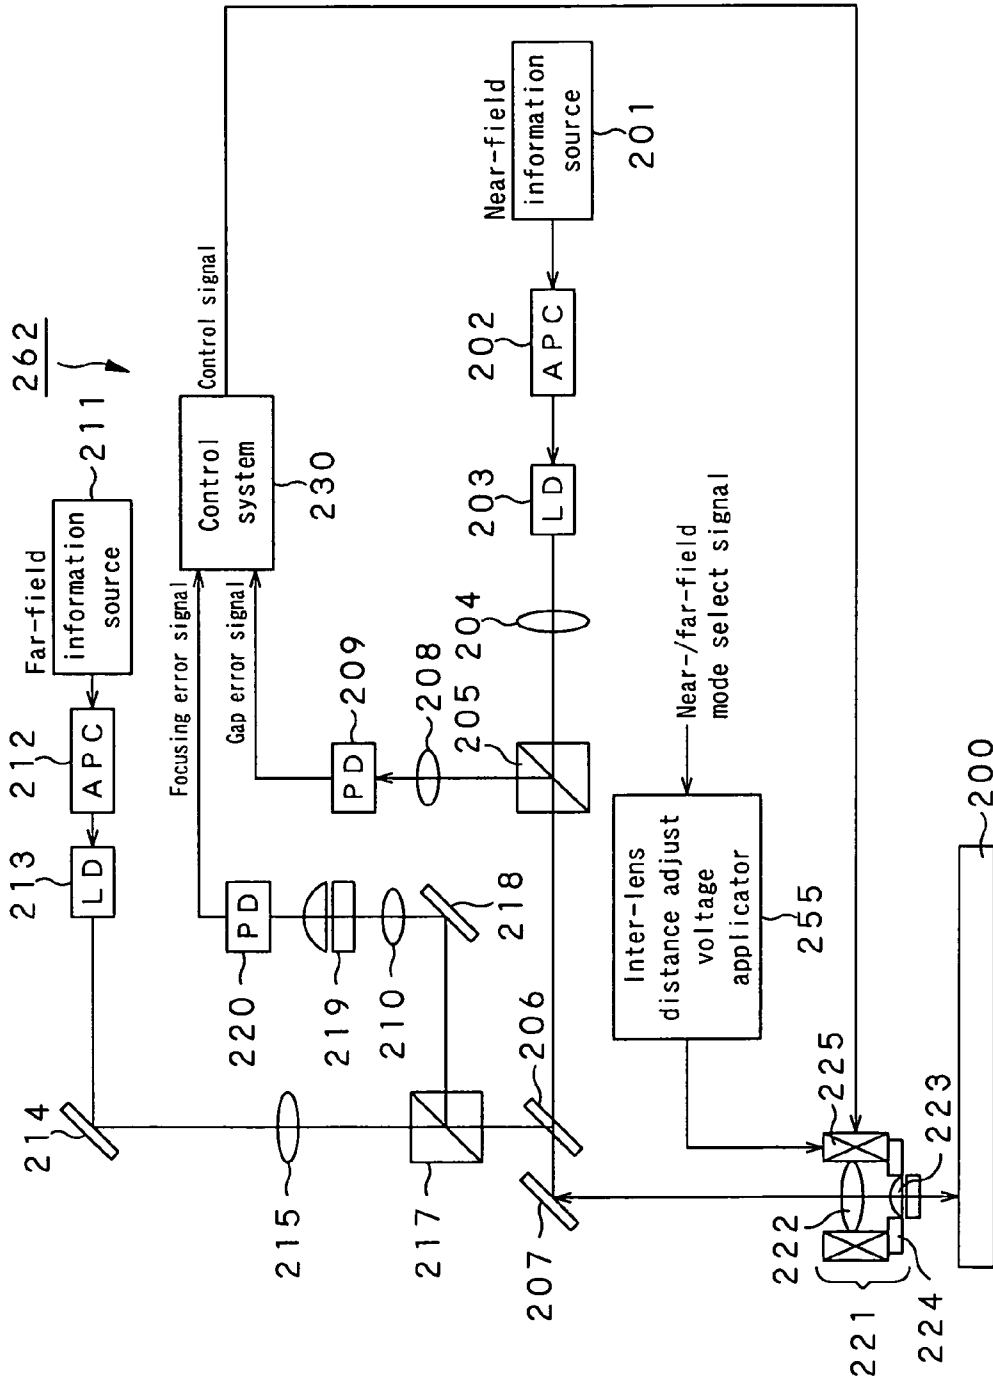 262
Far-field
information
source
211
212
APC
213
LD
214
215
217
Focusing error signal
Gap error signal
Control signal
Control
system
230
PD
220
219
210
218
PD
209
208
205
204
LD
203
APC
202
Near-field
information
source
201
206
207
Near-/far-field
mode select signal
Inter-lens
distance adjust
voltage
applicator
255
225
223
222
221
224
200